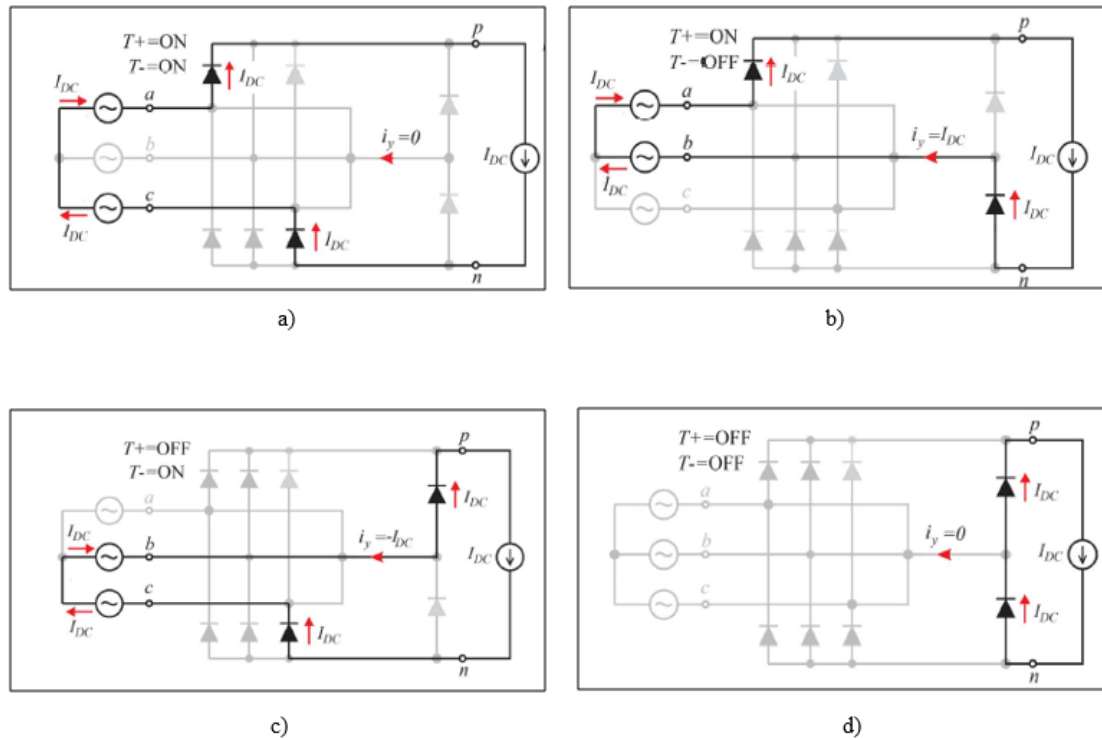 T+=ON
T-=ON
p
I_DC
I_DC
a
i_y=0
b
I_DC
c
I_DC
I_DC
n
a)
T+=ON
T-=OFF
p
I_DC
I_DC
a
b
i_y=I_DC
I_DC
I_DC
c
I_DC
n
b)
T+=OFF
T-=ON
p
I_DC
a
I_DC
b
i_y=-I_DC
I_DC
c
I_DC
I_DC
n
c)
T+=OFF
T-=OFF
p
I_DC
a
b
i_y=0
I_DC
c
I_DC
n
d)